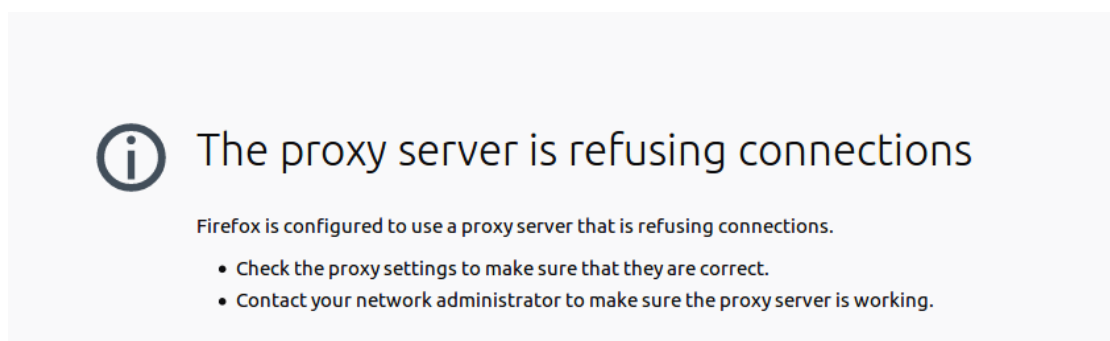 The proxy server is refusing connections
Firefox is configured to use a proxy server that is refusing connections.
• Check the proxy settings to make sure that they are correct.
• Contact your network administrator to make sure the proxy server is working.